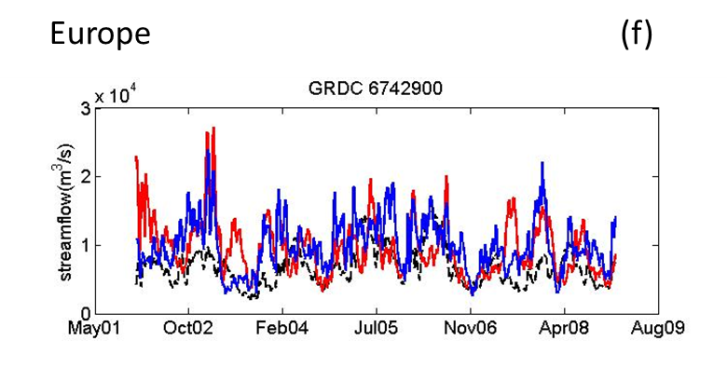 Europe (f)
GRDC 6742900
x 10^4
3
2
1
0
streamflow(m^3/s)
May01 Oct02 Feb04 Jul05 Nov06 Apr08 Aug09